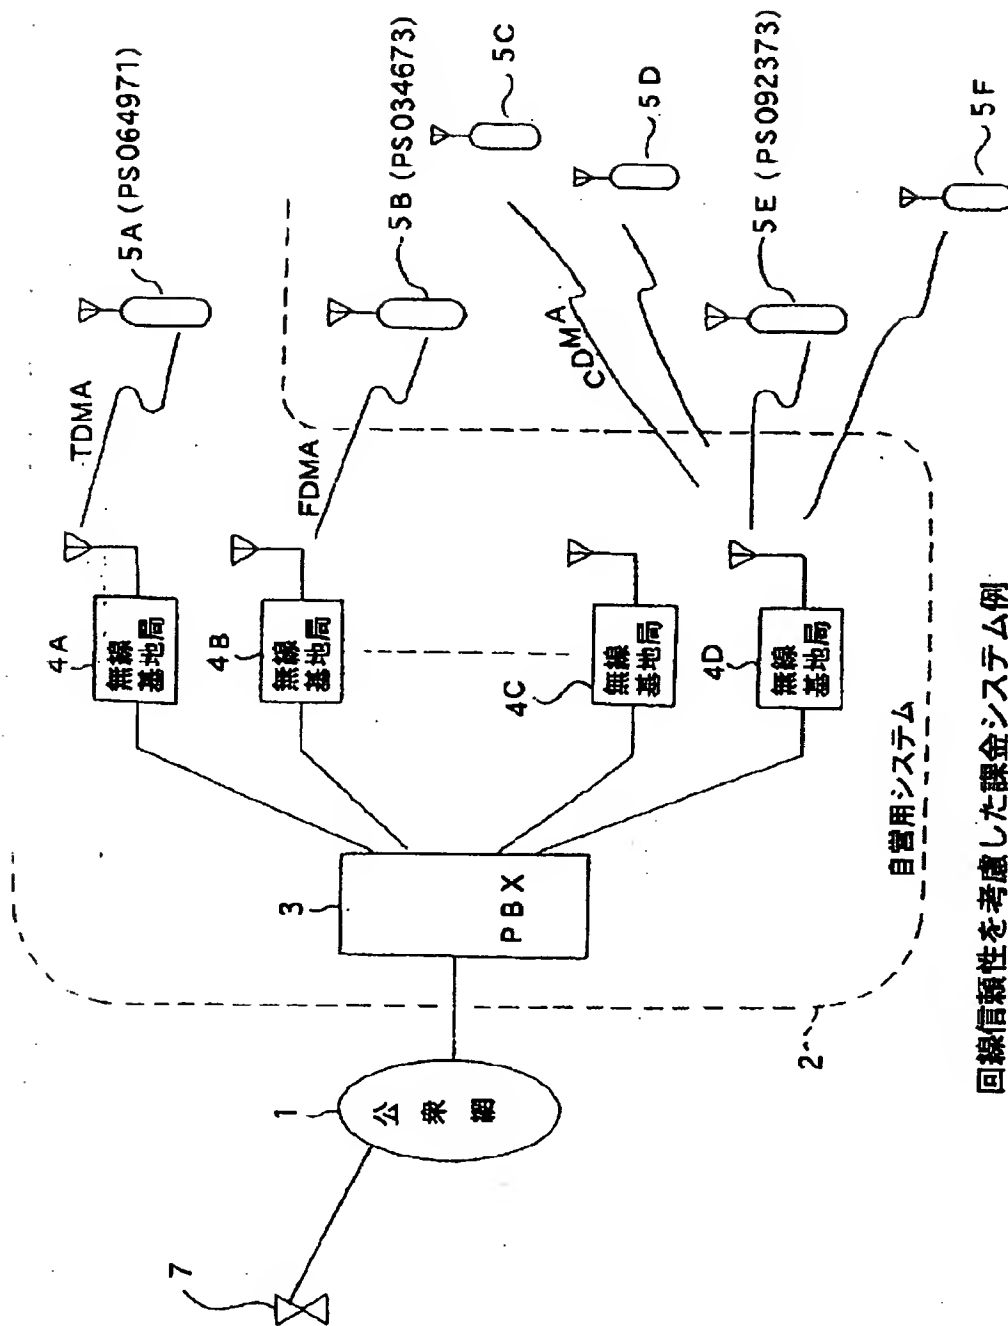 7
1
公衆網
2
3
PBX
4A
無線
基地局
4B
無線
基地局
4C
無線
基地局
4D
無線
基地局
自営用システム
TDMA
FDMA
CDMA
5A (PS064971)
5B (PS034673)
5C
5D
5E (PS092373)
5F
回線信頼性を考慮した課金システム例